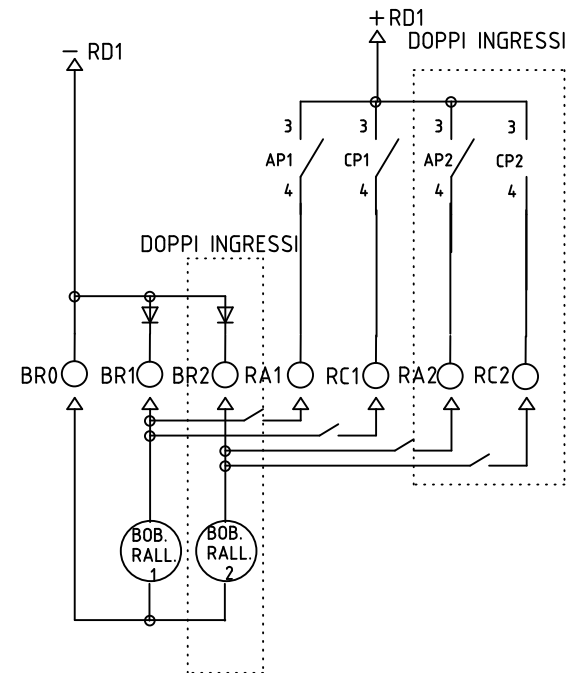 + RD1
DOPPI INGRESSI
− RD1
3 3 3 3
AP1 CP1 AP2 CP2
4 4 4 4
DOPPI INGRESSI
BR0 BR1 BR2 RA1 RC1 RA2 RC2
BOB.
RALL.
1
BOB.
RALL.
2